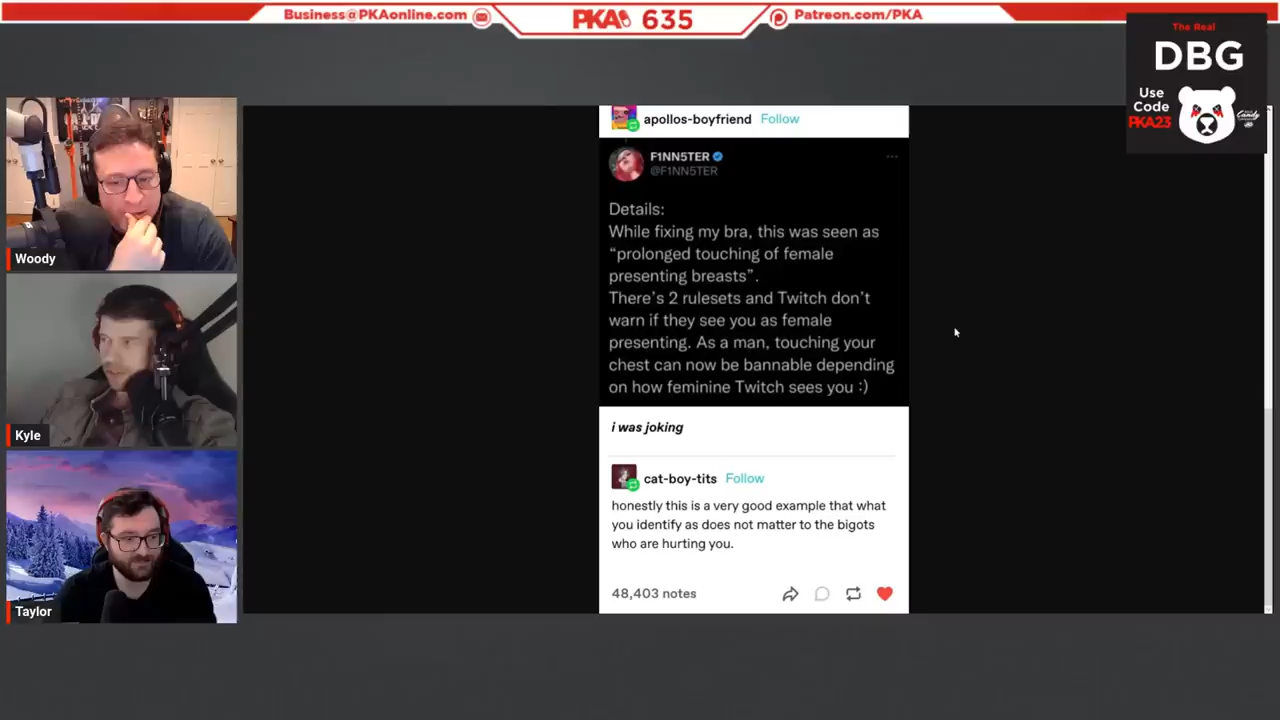 Business@PKAonline.com
PKA 635
Patreon.com/PKA
The Real
DBG
Use
Code
PKA23
Candy
Woody
Kyle
Taylor
apollos-boyfriend Follow
F1NN5TER
@F1NN5TER
Details:
While fixing my bra, this was seen as
“prolonged touching of female
presenting breasts”.
There’s 2 rulesets and Twitch don’t
warn if they see you as female
presenting. As a man, touching your
chest can now be bannable depending
on how feminine Twitch sees you :)
i was joking
cat-boy-tits Follow
honestly this is a very good example that what
you identify as does not matter to the bigots
who are hurting you.
48,403 notes